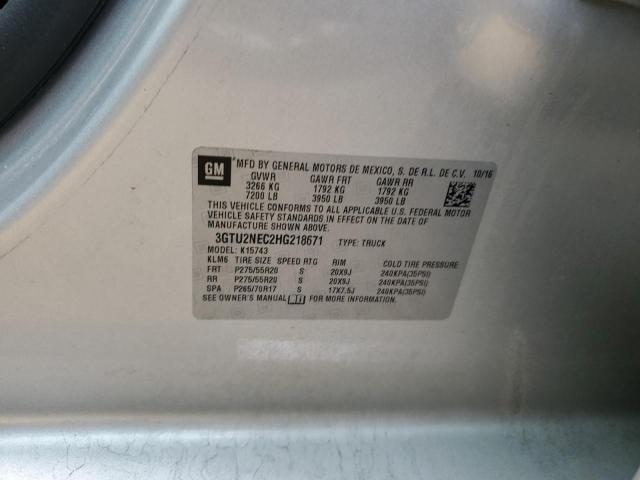 GM
*MFD BY GENERAL MOTORS DE MEXICO, S. DE R.L. DE C.V. 10/16
GVWR GAWR FRT GAWR RR
3266 KG 1792 KG 1792 KG
7200 LB 3950 LB 3950 LB
THIS VEHICLE CONFORMS TO ALL APPLICABLE U.S. FEDERAL MOTOR
VEHICLE SAFETY STANDARDS IN EFFECT ON THE DATE OF
MANUFACTURE SHOWN ABOVE.
3GTU2NEC2HG218671 TYPE: TRUCK
MODEL: K15743
KLM6 TIRE SIZE SPEED RTG RIM COLD TIRE PRESSURE
FRT P275/55R20 S 20X9J 240KPA(35PSI)
RR P275/55R20 S 20X9J 240KPA(35PSI)
SPA P265/70R17 S 17X7.5J 240KPA(35PSI)
SEE OWNER'S MANUAL FOR MORE INFORMATION.